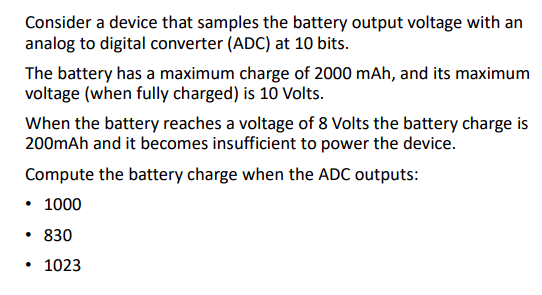 Consider a device that samples the battery output voltage with an
analog to digital converter (ADC) at 10 bits.
The battery has a maximum charge of 2000 mAh, and its maximum
voltage (when fully charged) is 10 Volts.
When the battery reaches a voltage of 8 Volts the battery charge is
200mAh and it becomes insufficient to power the device.
Compute the battery charge when the ADC outputs:
• 1000
• 830
• 1023